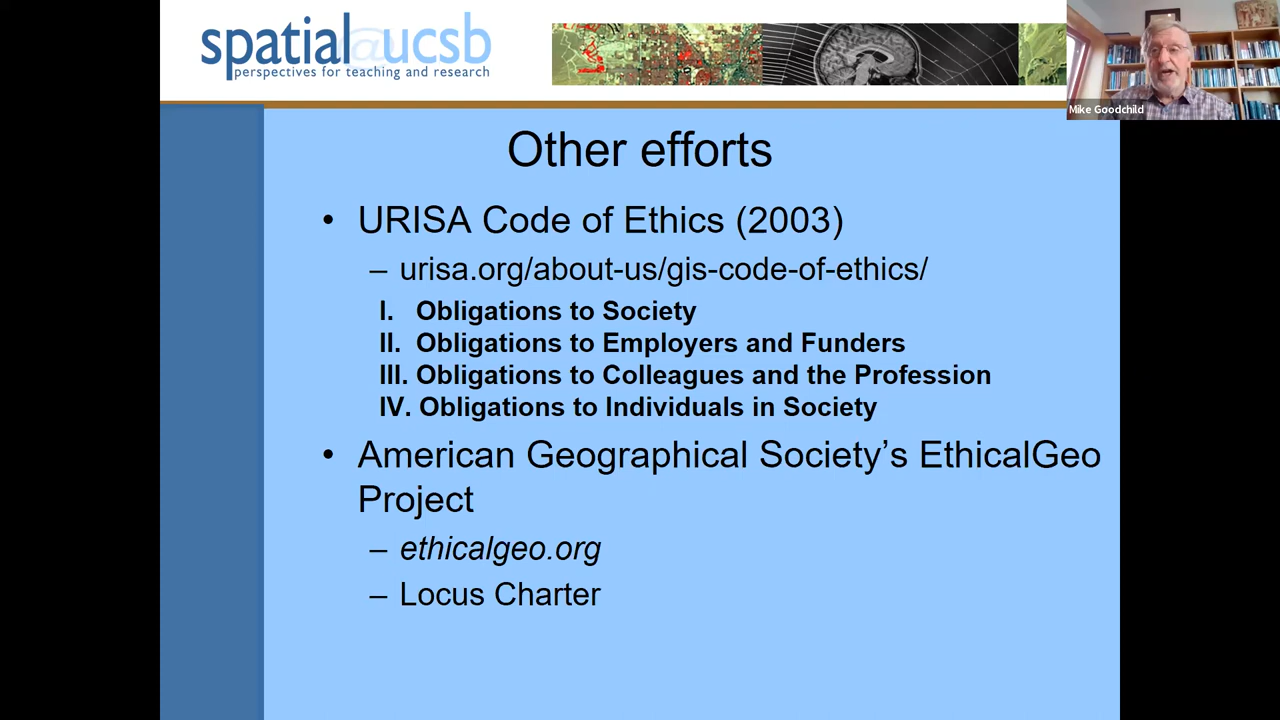 spatial@ucsb
perspectives for teaching and research
Mike Goodchild
Other efforts
• URISA Code of Ethics (2003)
– urisa.org/about-us/gis-code-of-ethics/
I. Obligations to Society
II. Obligations to Employers and Funders
III. Obligations to Colleagues and the Profession
IV. Obligations to Individuals in Society
• American Geographical Society’s EthicalGeo
Project
– ethicalgeo.org
– Locus Charter